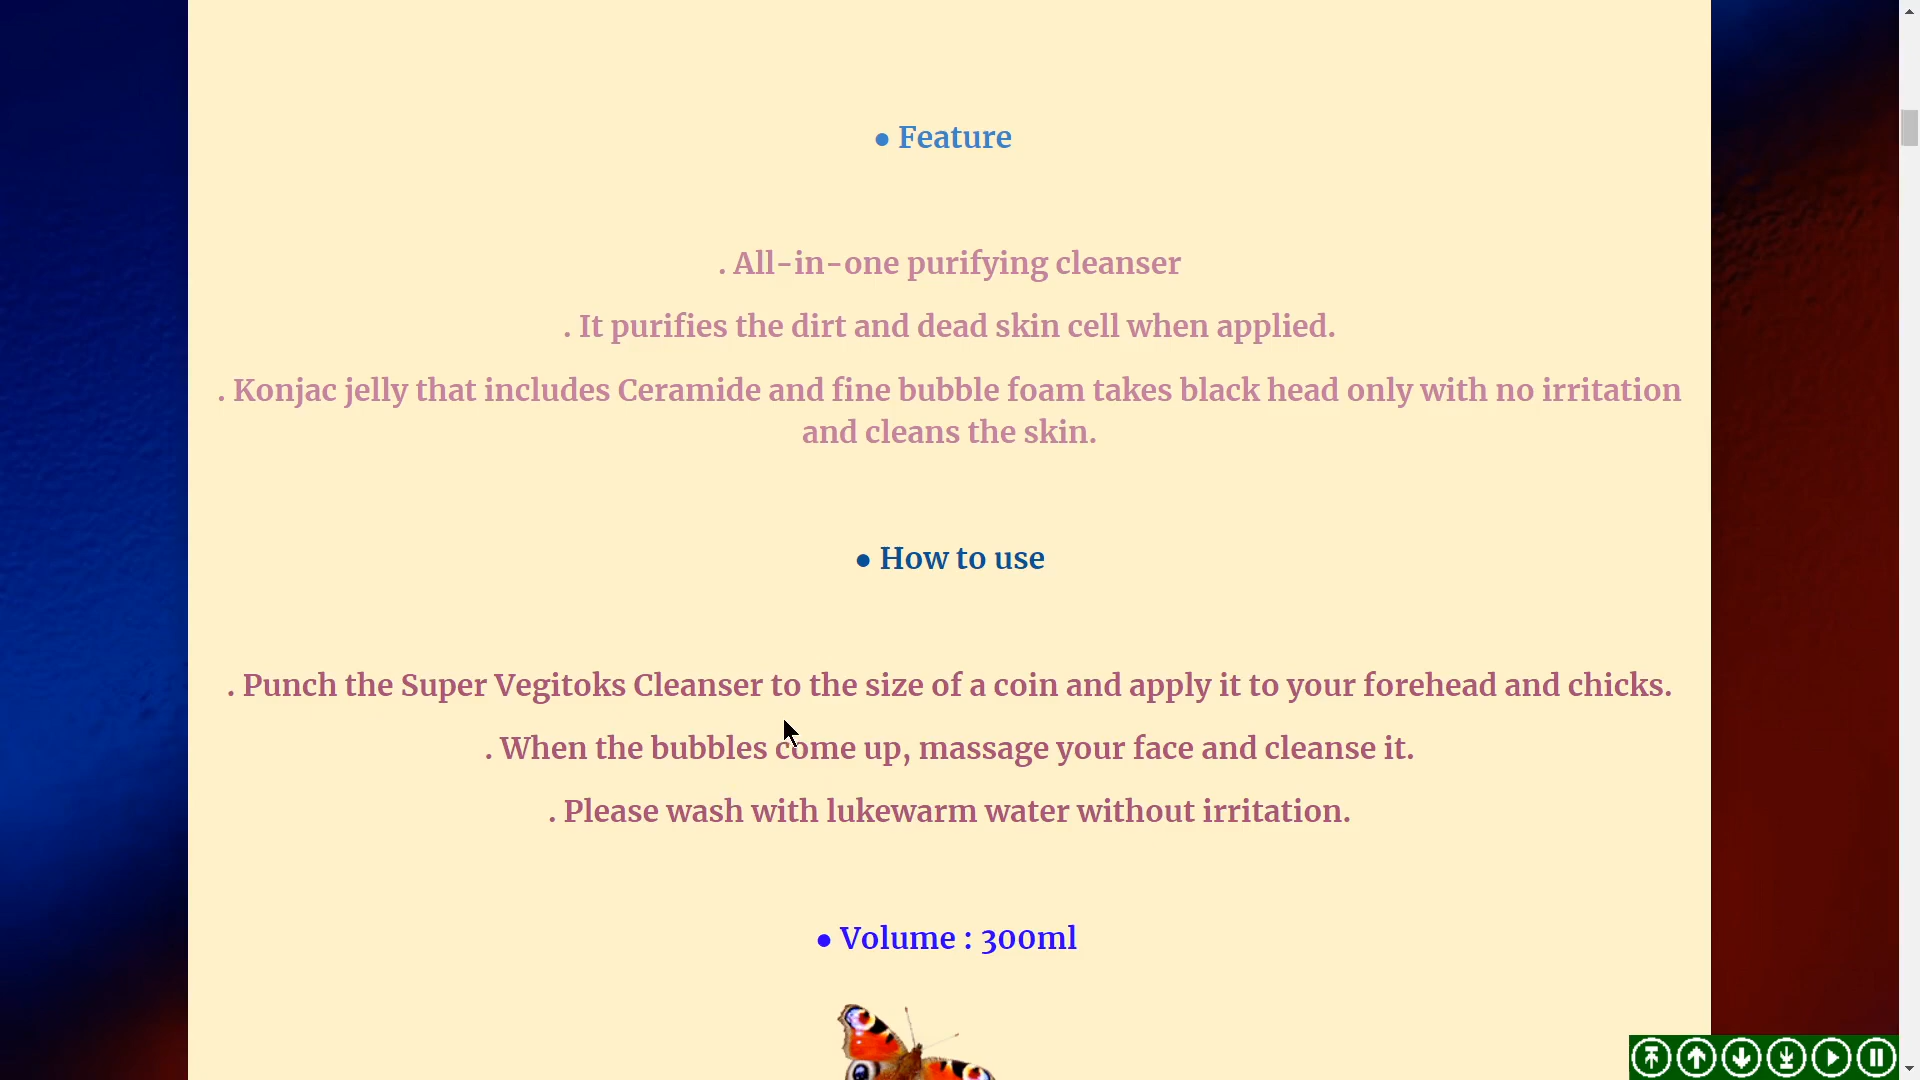 ● Feature
. All-in-one purifying cleanser
. It purifies the dirt and dead skin cell when applied.
. Konjac jelly that includes Ceramide and fine bubble foam takes black head only with no irritation
and cleans the skin.
● How to use
. Punch the Super Vegitoks Cleanser to the size of a coin and apply it to your forehead and chicks.
. When the bubbles come up, massage your face and cleanse it.
. Please wash with lukewarm water without irritation.
● Volume : 300ml